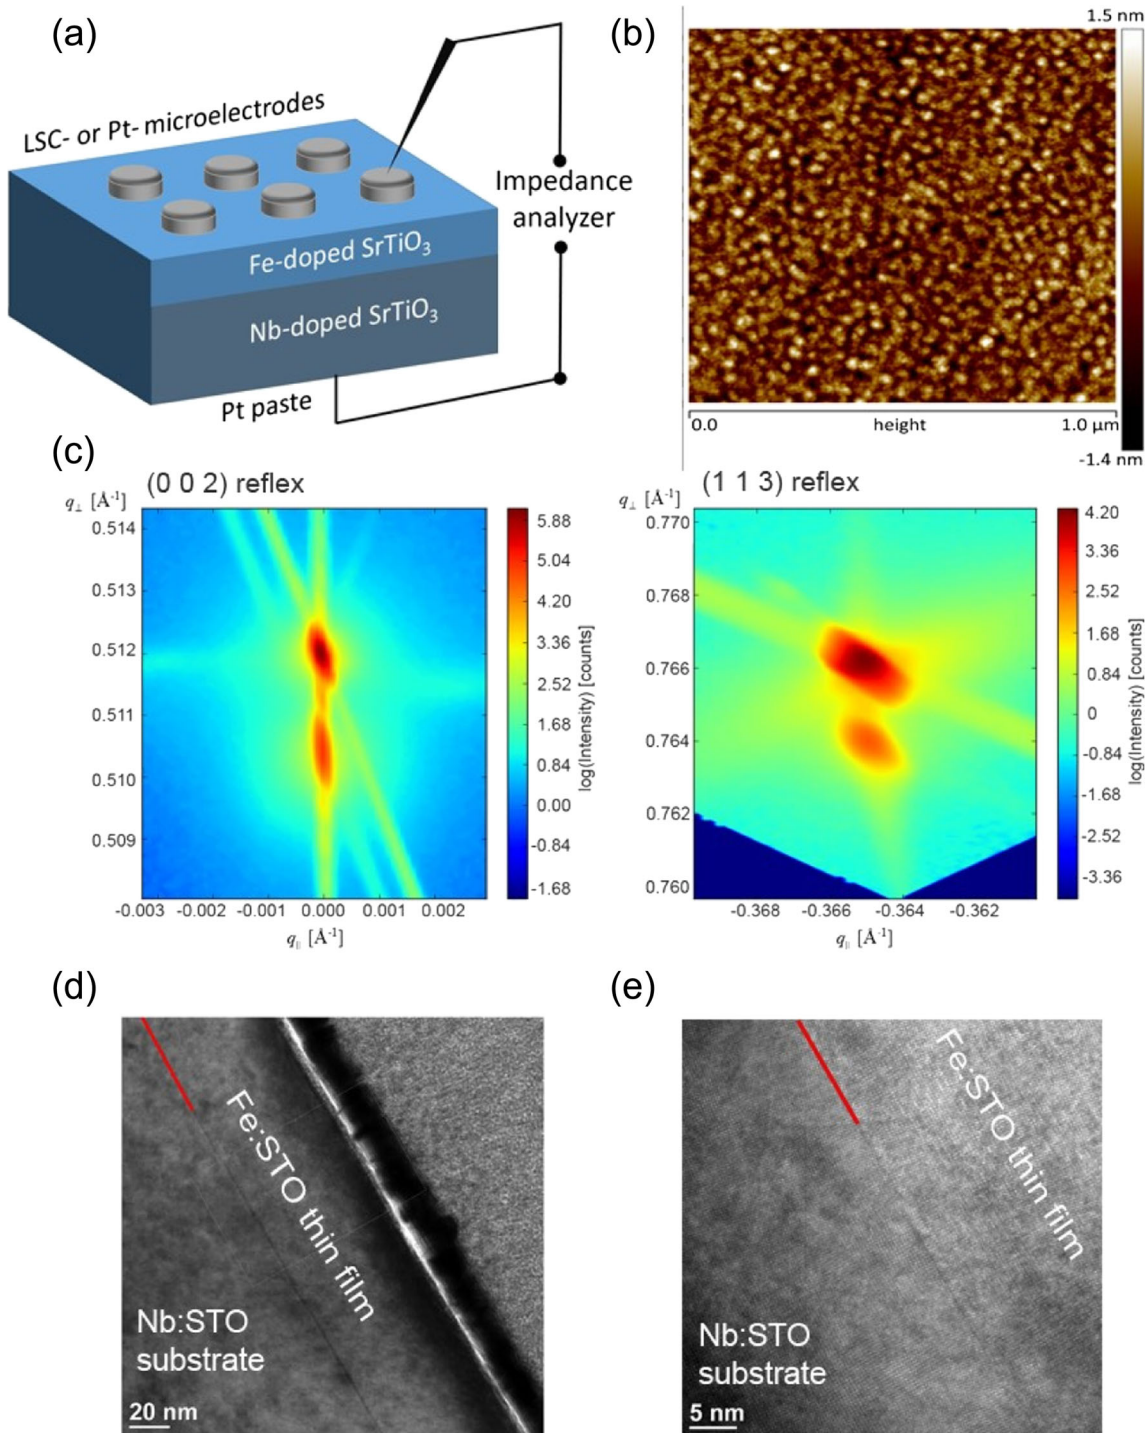 (a)
LSC- or Pt- microelectrodes
Impedance
analyzer
Fe-doped SrTiO₃
Nb-doped SrTiO₃
Pt paste
(b)
1.5 nm
0.0 height 1.0 µm
-1.4 nm
(c)
(0 0 2) reflex
q⊥ [Å⁻¹]
0.514
0.513
0.512
0.511
0.510
0.509
-0.003 -0.002 -0.001 0.000 0.001 0.002
q|| [Å⁻¹]
5.88
5.04
4.20
3.36
2.52
1.68
0.84
0.00
-0.84
-1.68
log(Intensity) [counts]
(1 1 3) reflex
q⊥ [Å⁻¹]
0.770
0.768
0.766
0.764
0.762
0.760
-0.368 -0.366 -0.364 -0.362
q|| [Å⁻¹]
4.20
3.36
2.52
1.68
0.84
0
-0.84
-1.68
-2.52
-3.36
log(Intensity) [counts]
(d)
Fe:STO thin film
Nb:STO
substrate
20 nm
(e)
Fe:STO thin film
Nb:STO
substrate
5 nm